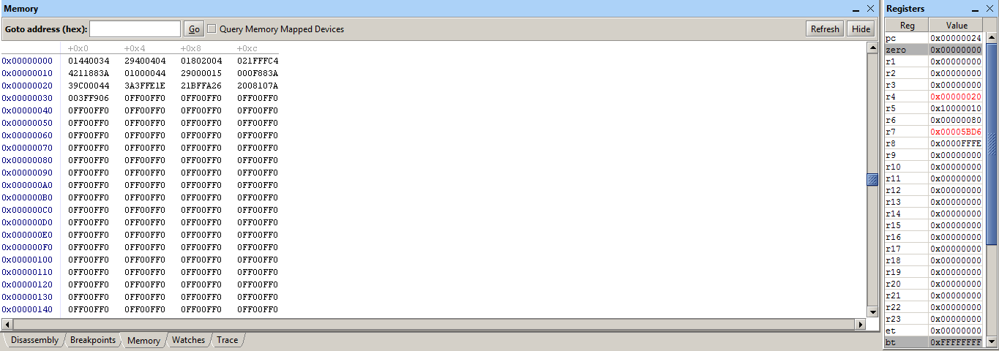 Memory
Goto address (hex): Go Query Memory Mapped Devices Refresh Hide
+0x0 +0x4 +0x8 +0xc
0x00000000 01440034 29400404 01802004 021FFFC4
0x00000010 4211883A 01000044 29000015 000F883A
0x00000020 39C00044 3A3FFE1E 21BFFA26 2008107A
0x00000030 003FF906 0FF00FF0 0FF00FF0 0FF00FF0
0x00000040 0FF00FF0 0FF00FF0 0FF00FF0 0FF00FF0
0x00000050 0FF00FF0 0FF00FF0 0FF00FF0 0FF00FF0
0x00000060 0FF00FF0 0FF00FF0 0FF00FF0 0FF00FF0
0x00000070 0FF00FF0 0FF00FF0 0FF00FF0 0FF00FF0
0x00000080 0FF00FF0 0FF00FF0 0FF00FF0 0FF00FF0
0x00000090 0FF00FF0 0FF00FF0 0FF00FF0 0FF00FF0
0x000000A0 0FF00FF0 0FF00FF0 0FF00FF0 0FF00FF0
0x000000B0 0FF00FF0 0FF00FF0 0FF00FF0 0FF00FF0
0x000000C0 0FF00FF0 0FF00FF0 0FF00FF0 0FF00FF0
0x000000D0 0FF00FF0 0FF00FF0 0FF00FF0 0FF00FF0
0x000000E0 0FF00FF0 0FF00FF0 0FF00FF0 0FF00FF0
0x000000F0 0FF00FF0 0FF00FF0 0FF00FF0 0FF00FF0
0x00000100 0FF00FF0 0FF00FF0 0FF00FF0 0FF00FF0
0x00000110 0FF00FF0 0FF00FF0 0FF00FF0 0FF00FF0
0x00000120 0FF00FF0 0FF00FF0 0FF00FF0 0FF00FF0
0x00000130 0FF00FF0 0FF00FF0 0FF00FF0 0FF00FF0
0x00000140 0FF00FF0 0FF00FF0 0FF00FF0 0FF00FF0
Disassembly Breakpoints Memory Watches Trace
Registers
Reg Value
pc 0x00000024
zero 0x00000000
r1 0x00000000
r2 0x00000000
r3 0x00000000
r4 0x00000020
r5 0x10000010
r6 0x00000080
r7 0x00005BD6
r8 0x0000FFFE
r9 0x00000000
r10 0x00000000
r11 0x00000000
r12 0x00000000
r13 0x00000000
r14 0x00000000
r15 0x00000000
r16 0x00000000
r17 0x00000000
r18 0x00000000
r19 0x00000000
r20 0x00000000
r21 0x00000000
r22 0x00000000
r23 0x00000000
et 0x00000000
bt 0xFFFFFFFF